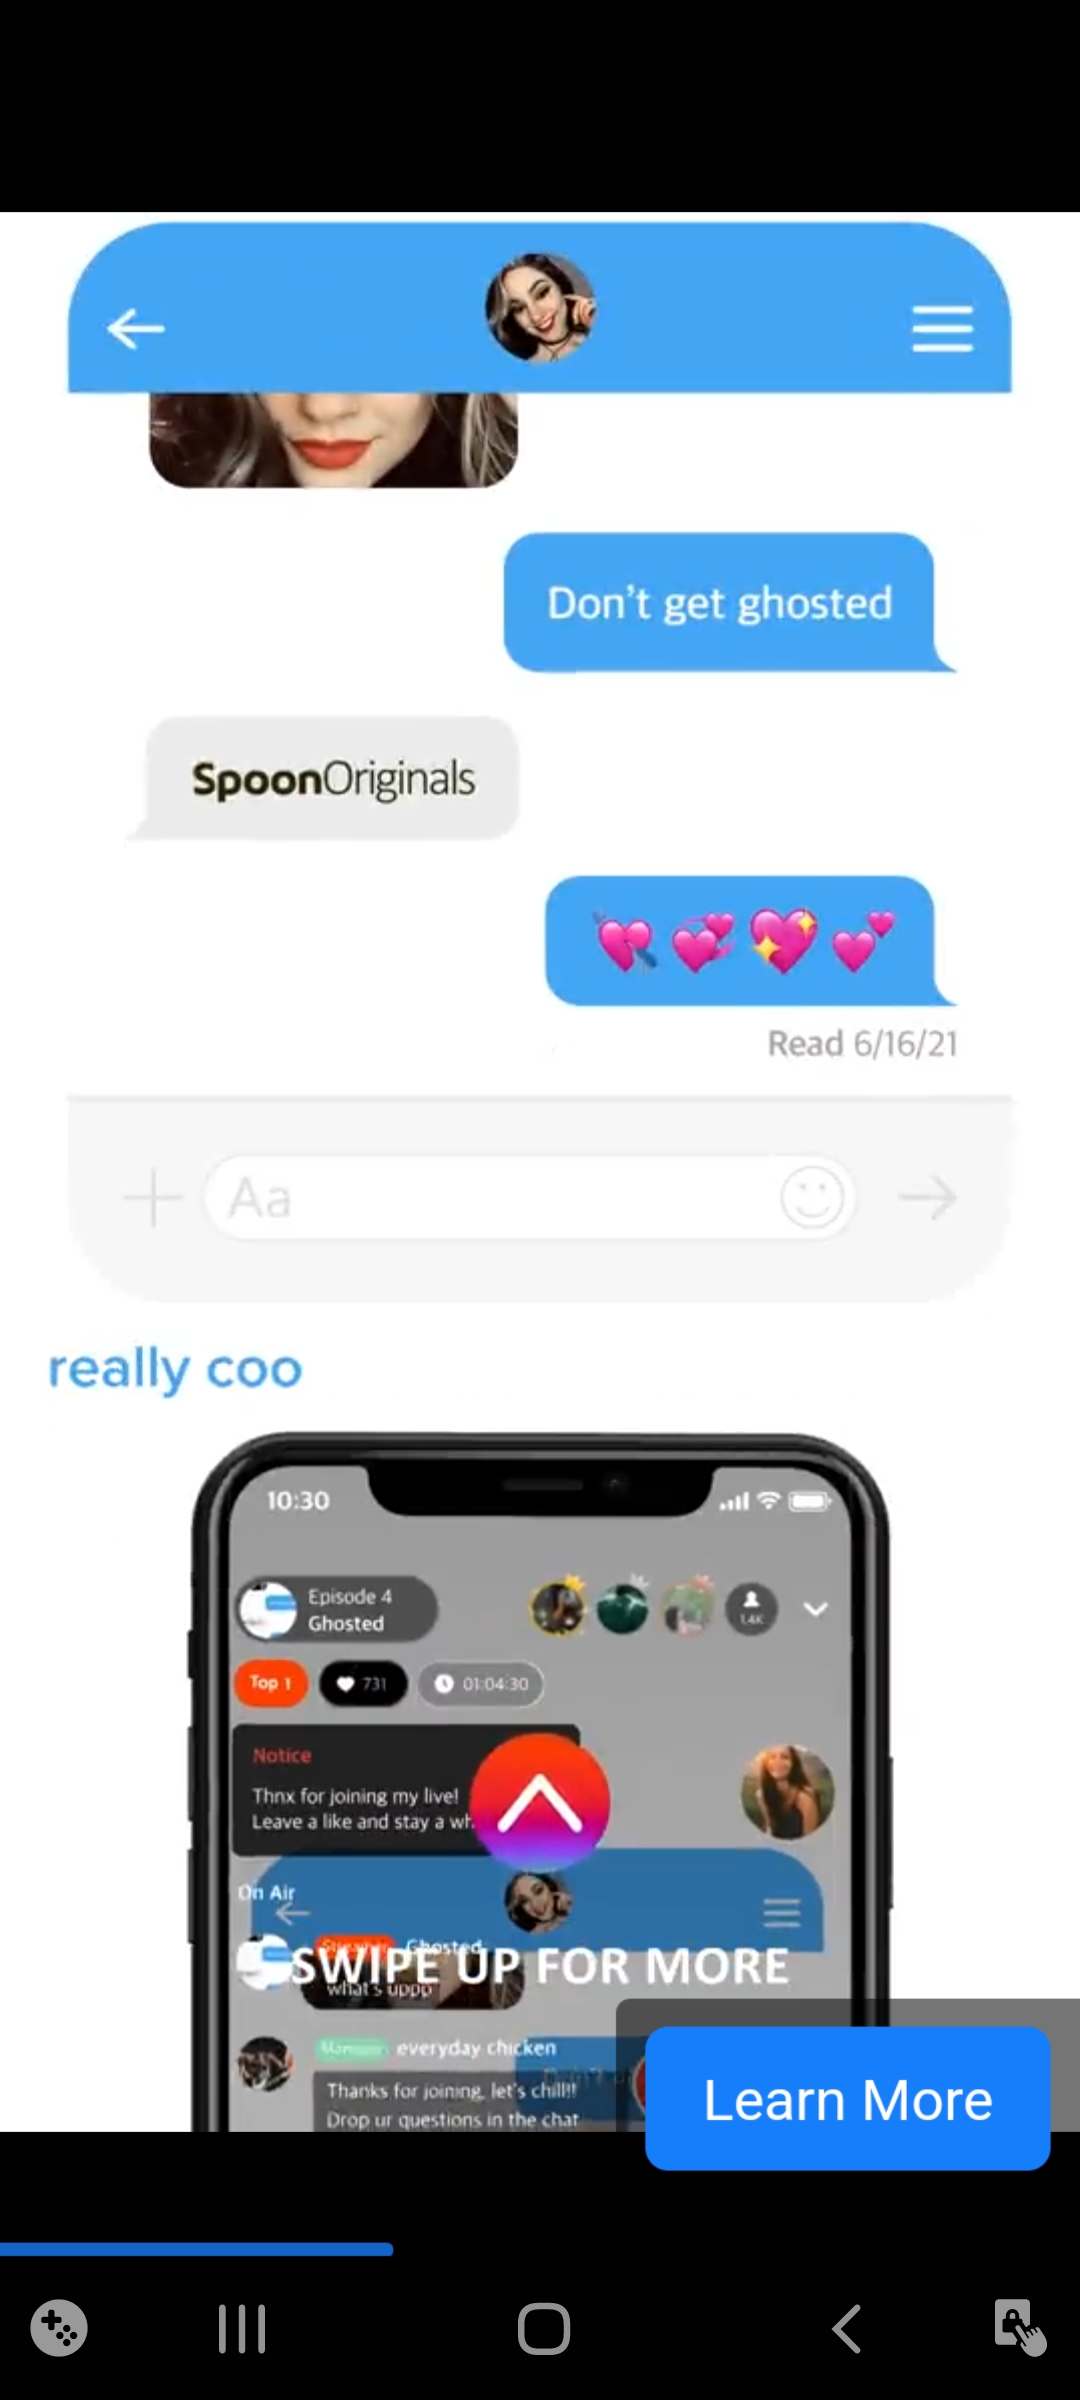 Don't get ghosted
SpoonOriginals
Read 6/16/21
Aa
really coo
10:30
Episode 4
Ghosted
1.4K
Top 1
731
01:04:30
Notice
Thnx for joining my live!
Leave a like and stay a wh
On Air
Streamer Ghosted
SWIPE UP FOR MORE
what's uppp
Manager everyday chicken
Thanks for joining, let's chill!!
Drop ur questions in the chat
Learn More